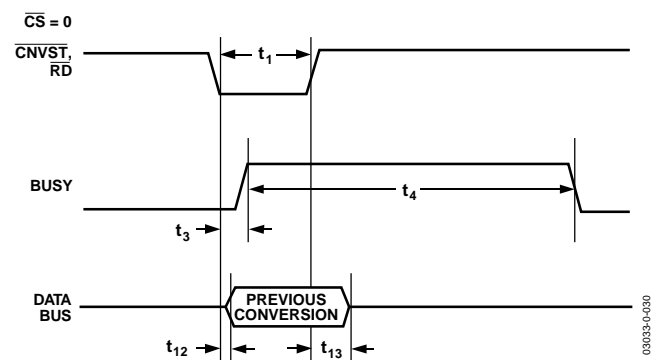 CS = 0
CNVST,
RD
t1
BUSY
t4
t3
DATA
BUS
PREVIOUS
CONVERSION
t12
t13
03033-0-030